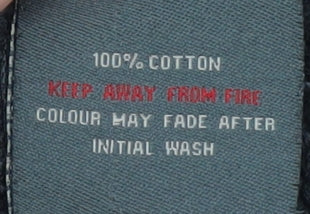 100% COTTON
KEEP AWAY FROM FIRE
COLOUR MAY FADE AFTER
INITIAL WASH